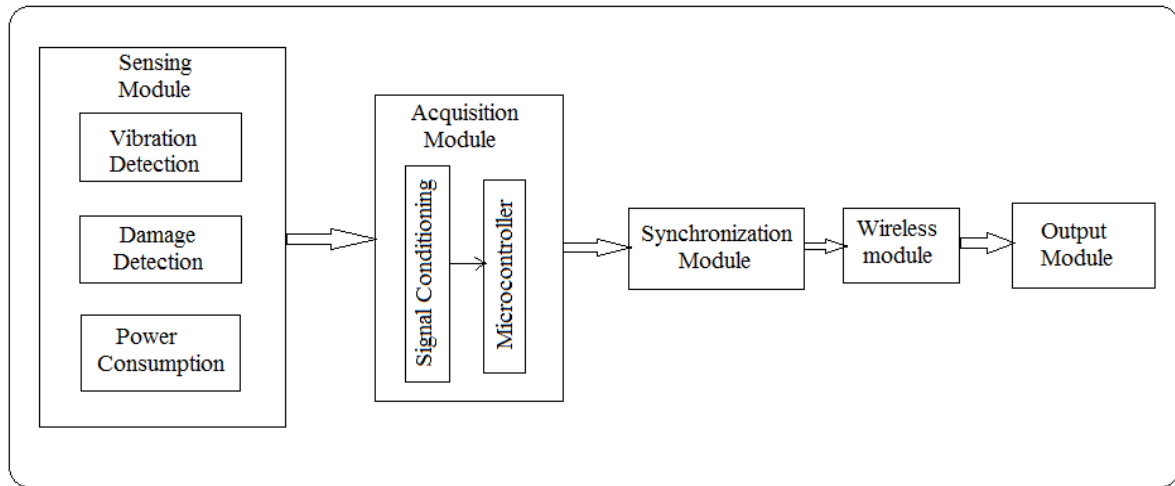 Sensing
Module
Vibration
Detection
Damage
Detection
Power
Consumption
Acquisition
Module
Signal Conditioning
Microcontroller
Synchronization
Module
Wireless
module
Output
Module